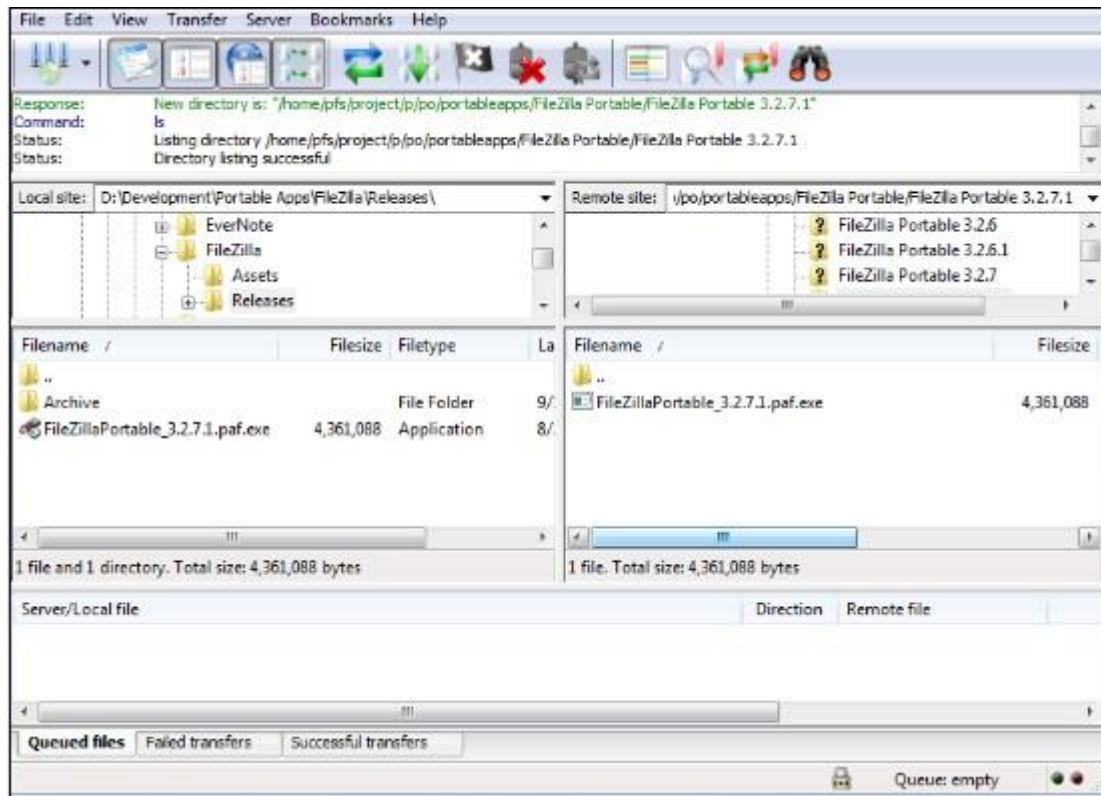 File Edit View Transfer Server Bookmarks Help
Response: New directory is: "/home/pfs/project/p/po/portableapps/FileZilla Portable/FileZilla Portable 3.2.7.1"
Command: ls
Status: Listing directory /home/pfs/project/p/po/portableapps/FileZilla Portable/FileZilla Portable 3.2.7.1
Status: Directory listing successful
Local site: D:\Development\Portable Apps\FileZilla\Releases\
EverNote
FileZilla
Assets
Releases
Remote site: /po/portableapps/FileZilla Portable/FileZilla Portable 3.2.7.1
? FileZilla Portable 3.2.6
? FileZilla Portable 3.2.6.1
? FileZilla Portable 3.2.7
Filename / Filesize Filetype La
..
Archive File Folder 9/
FileZillaPortable_3.2.7.1.paf.exe 4,361,088 Application 8/
1 file and 1 directory. Total size: 4,361,088 bytes
Filename / Filesize
..
FileZillaPortable_3.2.7.1.paf.exe 4,361,088
1 file. Total size: 4,361,088 bytes
Server/Local file Direction Remote file
Queued files Failed transfers Successful transfers
Queue: empty